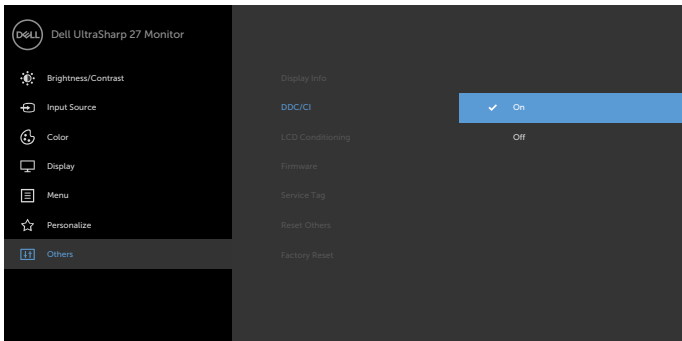 DELL Dell UltraSharp 27 Monitor
Brightness/Contrast
Display Info
Input Source
DDC/CI
On
Color
LCD Conditioning
Off
Display
Firmware
Menu
Service Tag
Personalize
Reset Others
Others
Factory Reset